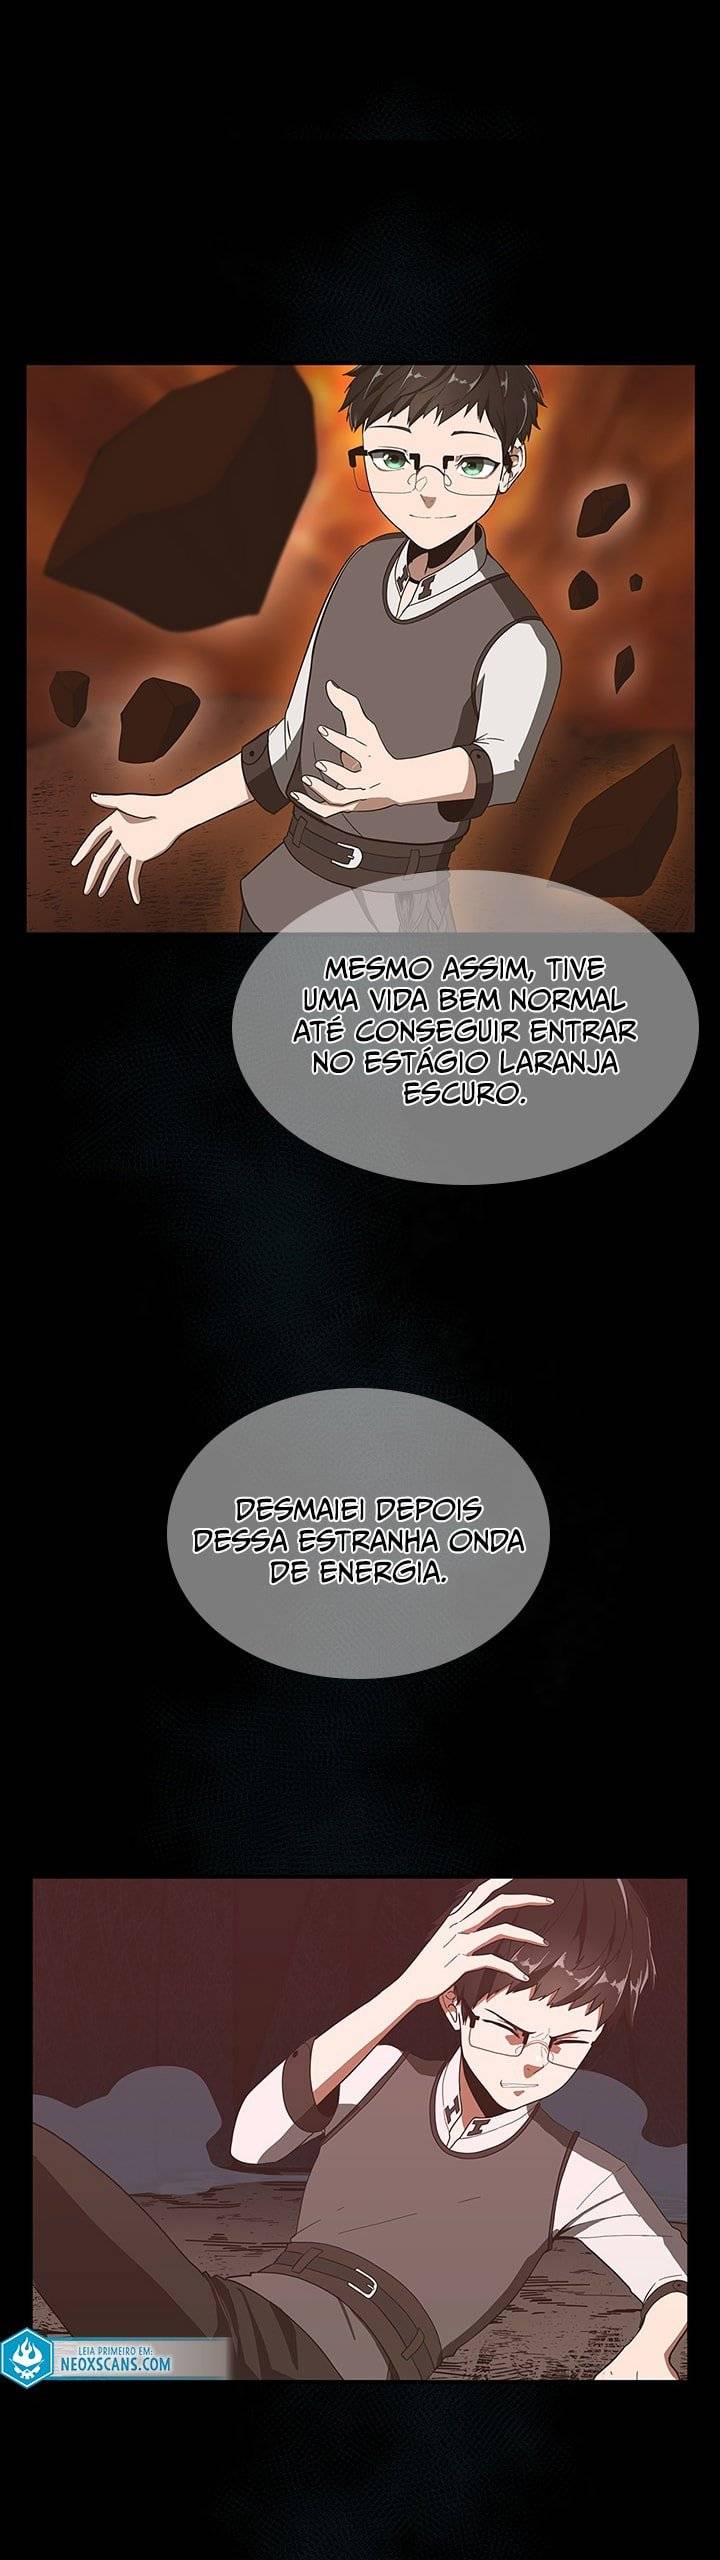 MESMO ASSIM, TIVE
UMA VIDA BEM NORMAL
ATÉ CONSEGUIR ENTRAR
NO ESTÁGIO LARANJA
ESCURO.
DESMAIEI DEPOIS
DESSA ESTRANHA ONDA
DE ENERGIA.
LEIA PRIMEIRO EM:
NEOXSCANS.COM